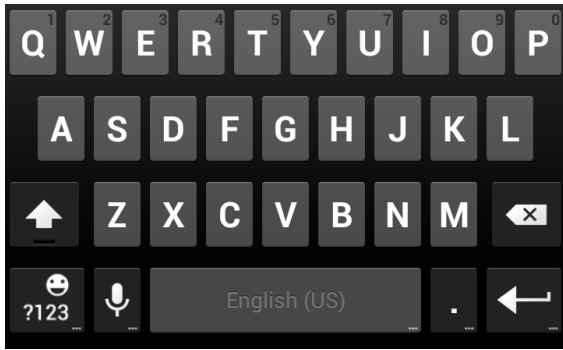 1 2 3 4 5 6 7 8 9 0
Q W E R T Y U I O P
A S D F G H J K L
Z X C V B N M
?123 English (US) .